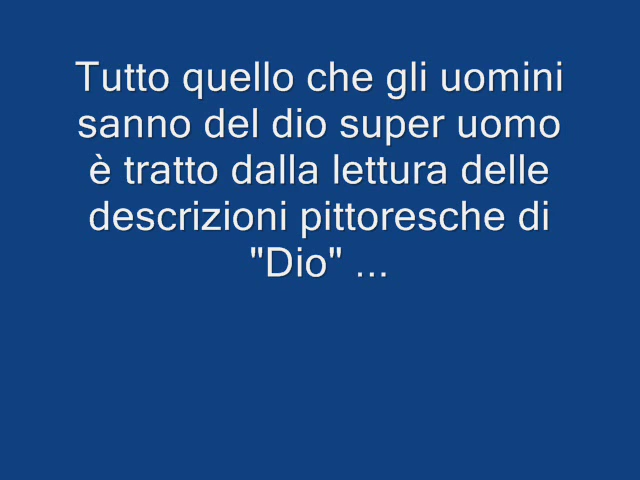 Tutto quello che gli uomini
sanno del dio super uomo
è tratto dalla lettura delle
descrizioni pittoresche di
"Dio" ...